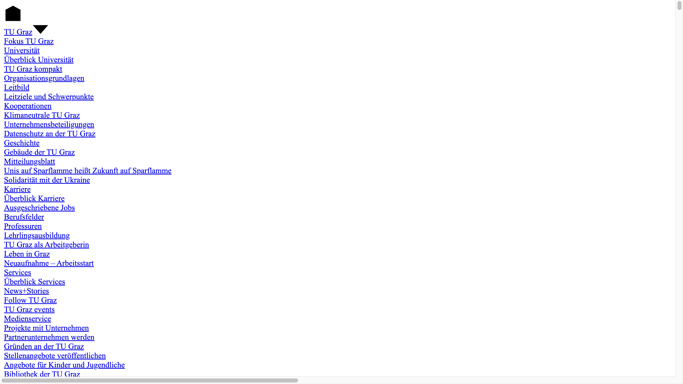 TU Graz
Fokus TU Graz
Universität
Überblick Universität
TU Graz kompakt
Organisationsgrundlagen
Leitbild
Leitziele und Schwerpunkte
Kooperationen
Klimaneutrale TU Graz
Unternehmensbeteiligungen
Datenschutz an der TU Graz
Geschichte
Gebäude der TU Graz
Mitteilungsblatt
Unis auf Sparflamme heißt Zukunft auf Sparflamme
Solidarität mit der Ukraine
Karriere
Überblick Karriere
Ausgeschriebene Jobs
Berufsfelder
Professuren
Lehrlingsausbildung
TU Graz als Arbeitgeberin
Leben in Graz
Neuaufnahme – Arbeitsstart
Services
Überblick Services
News+Stories
Follow TU Graz
TU Graz events
Medienservice
Projekte mit Unternehmen
Partnerunternehmen werden
Gründen an der TU Graz
Stellenangebote veröffentlichen
Angebote für Kinder und Jugendliche
Bibliothek der TU Graz